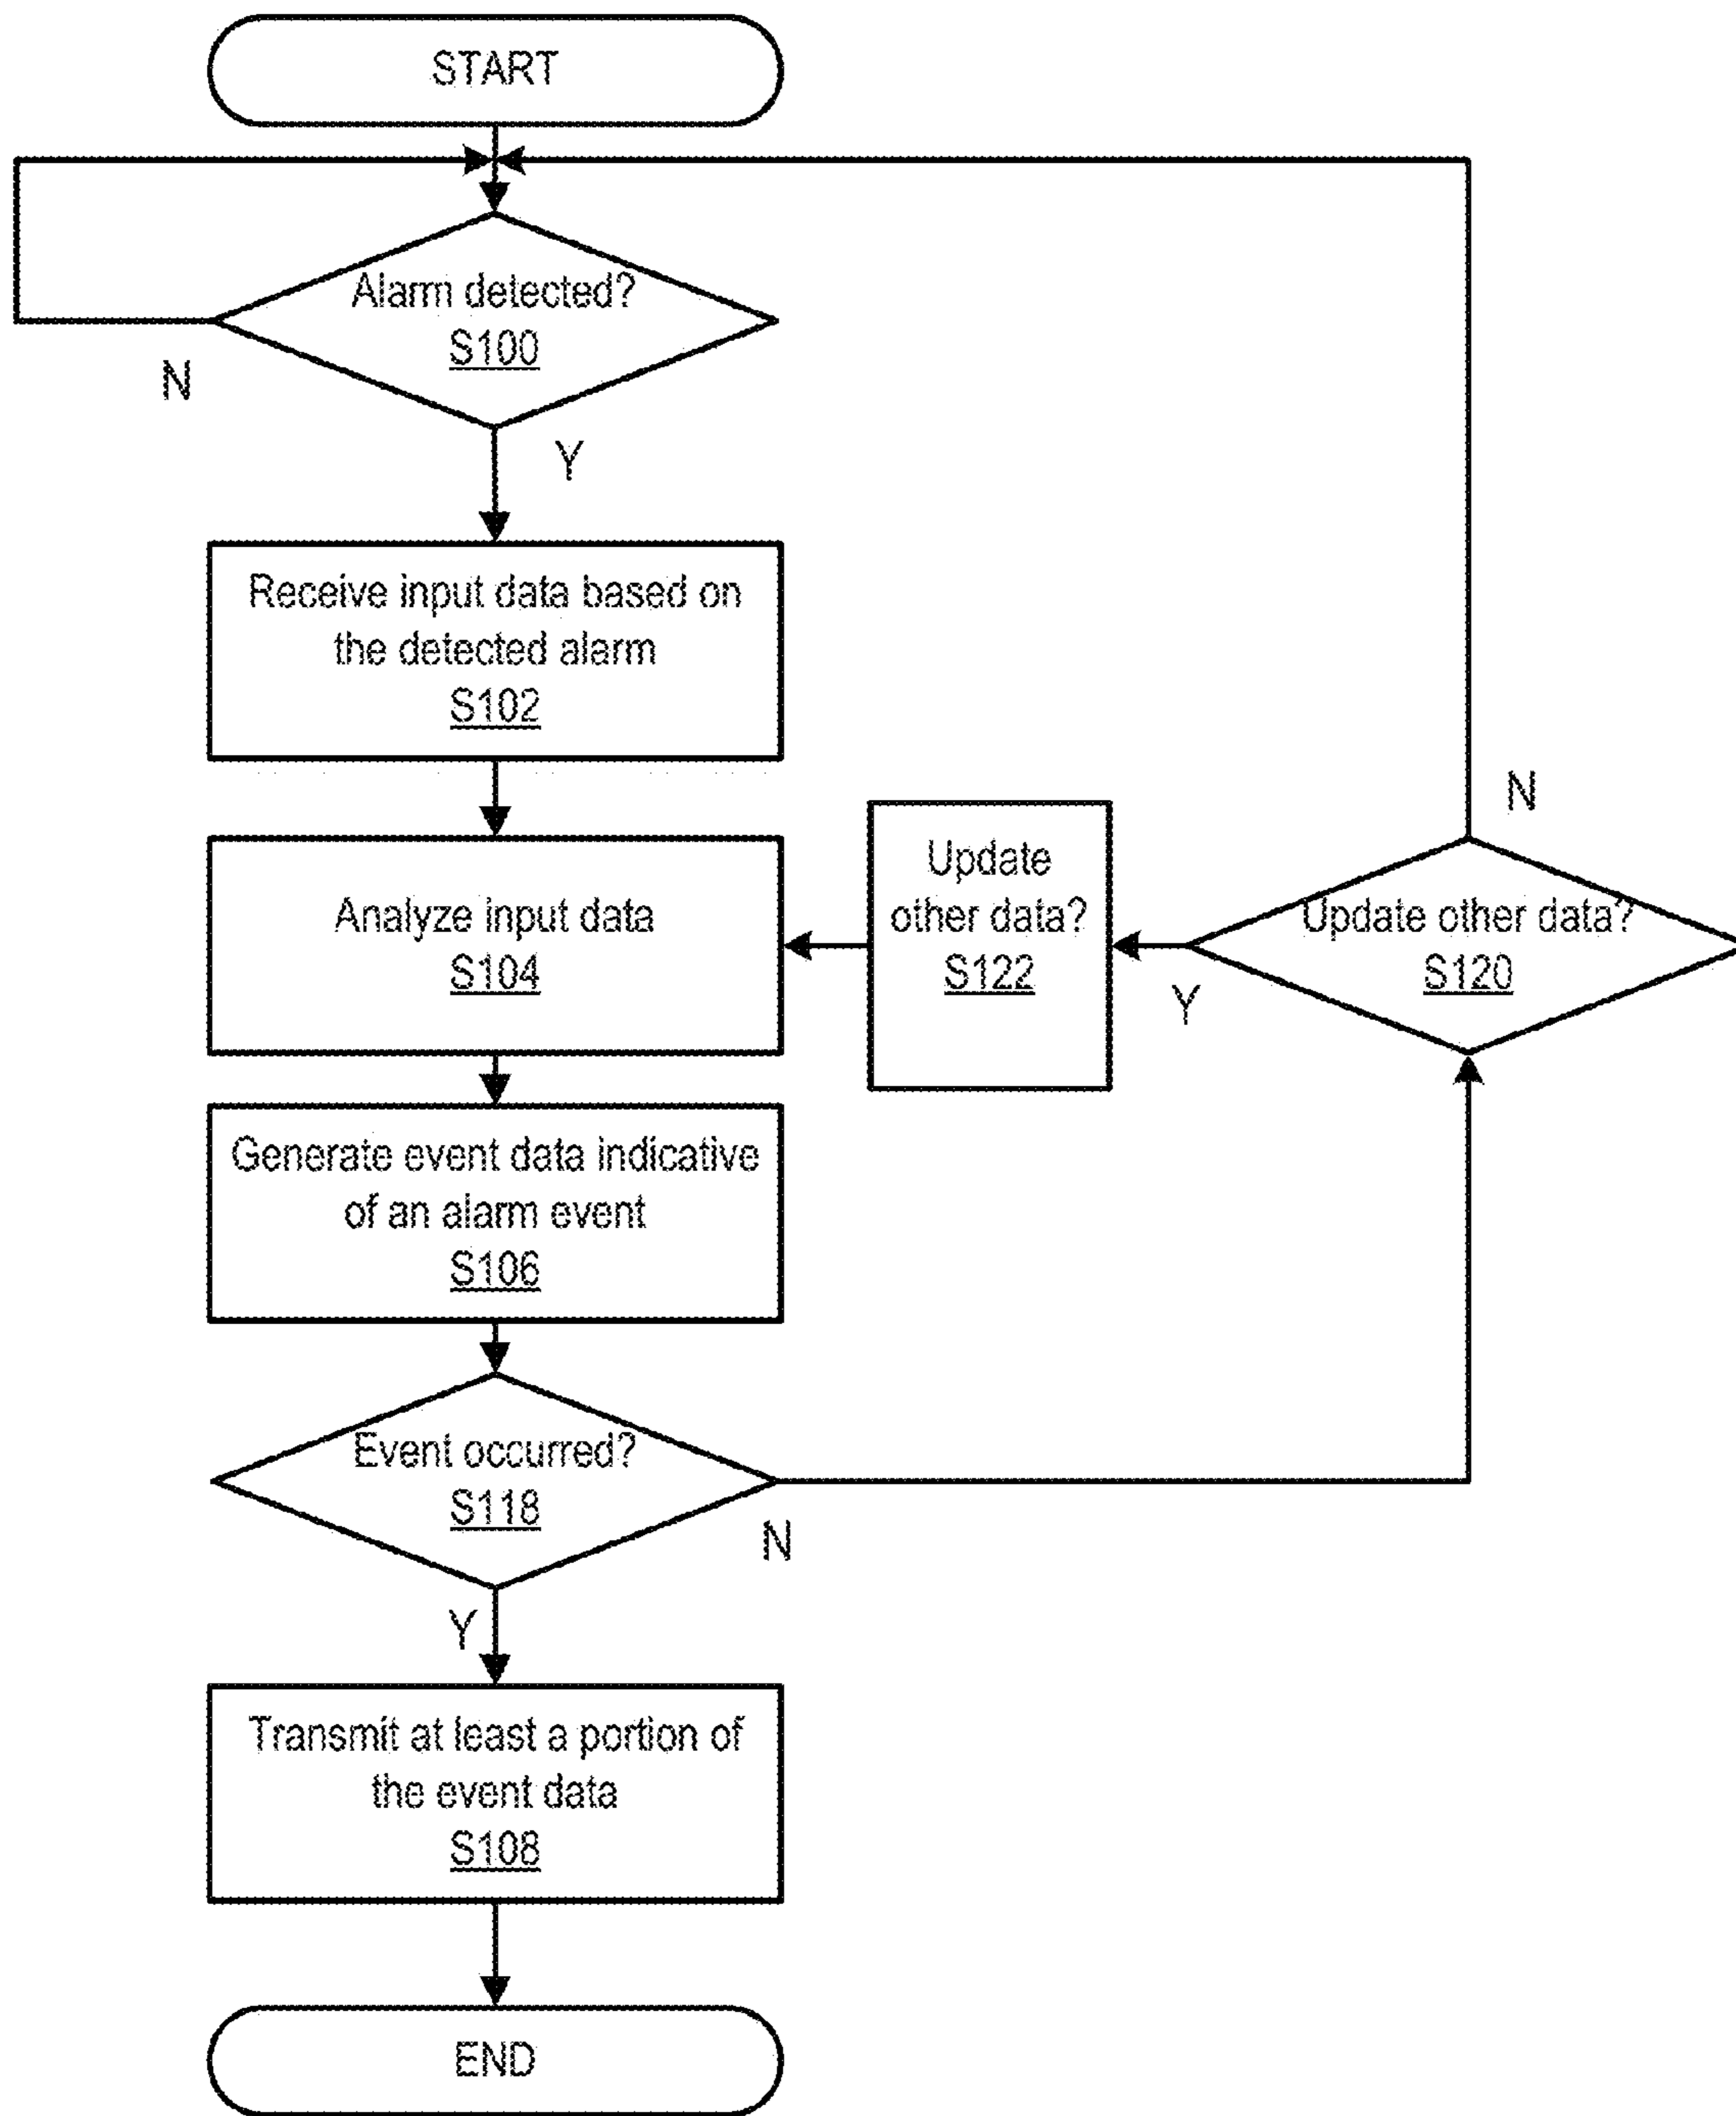 START
Alarm detected?
S100
N
Y
Receive input data based on
the detected alarm
S102
Analyze input data
S104
Update
other data?
S122
Y
Update other data?
S120
N
Generate event data indicative
of an alarm event
S106
Event occurred?
S118
N
Y
Transmit at least a portion of
the event data
S108
END